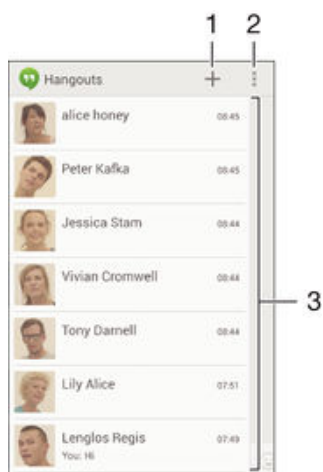 1 2
Hangouts
alice honey 08:45
Peter Kafka 08:45
Jessica Stam 08:44
Vivian Cromwell 08:44
Tony Darnell 08:44
3
Lily Alice 07:51
Lenglos Regis 07:49
You: Hi